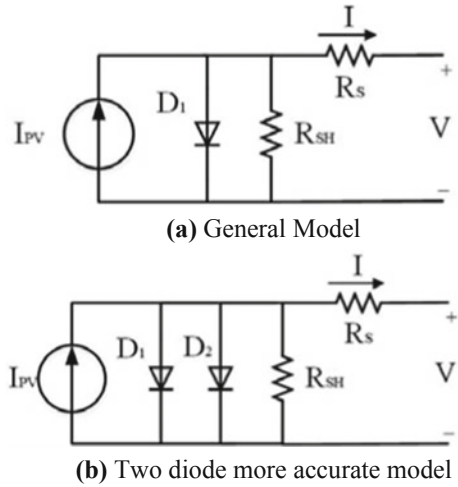 I
Rs
+
D1
IPV
RSH
V
−
(a) General Model
I
Rs
+
D1 D2
IPV
RSH
V
−
(b) Two diode more accurate model